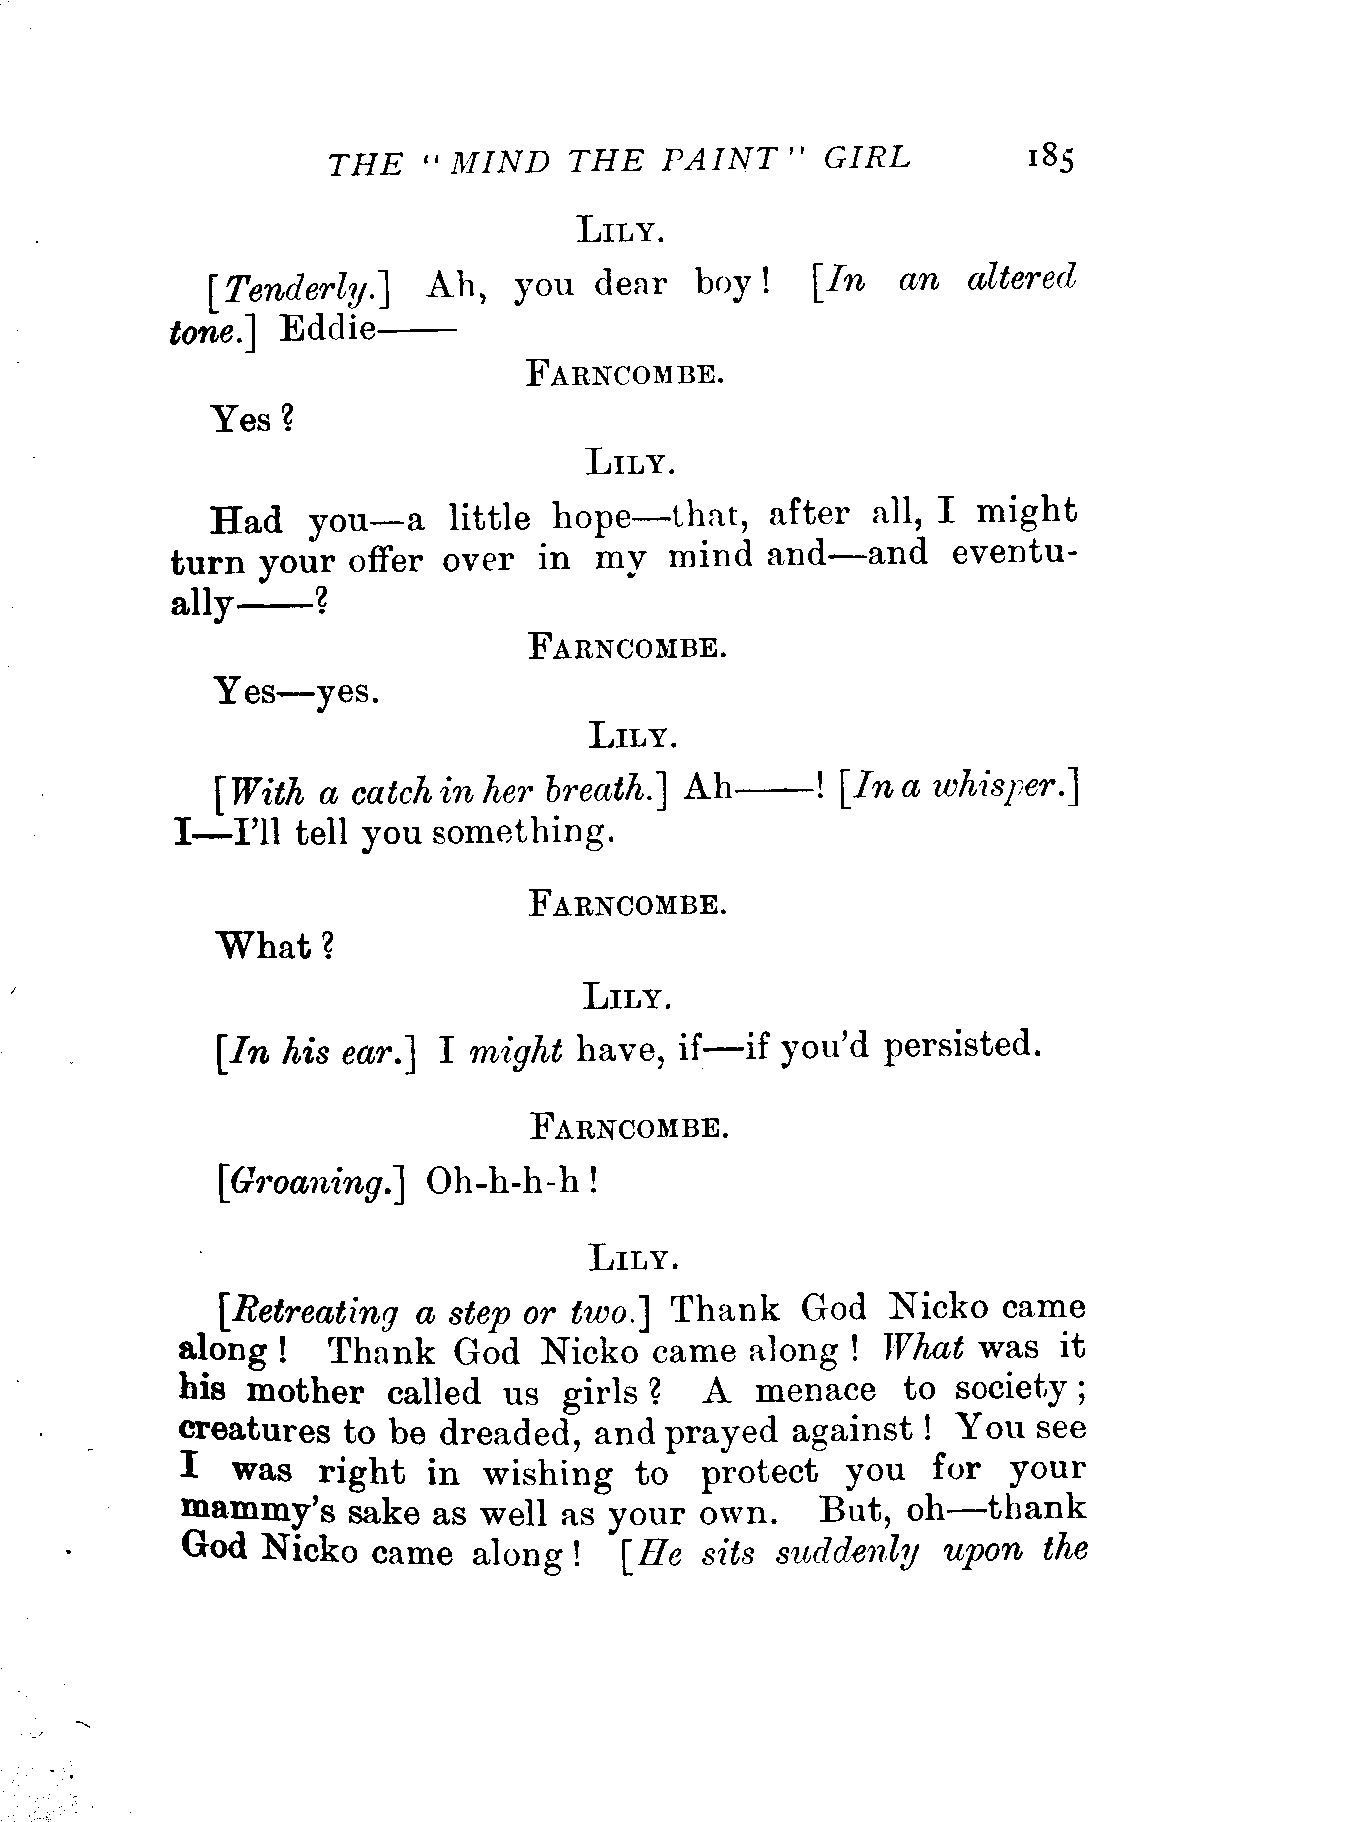 THE "MIND THE PAINT" GIRL 185
LILY.
[Tenderly.] Ah, you dear boy! [In an altered
tone.] Eddie——
FARNCOMBE.
Yes?
LILY.
Had you—a little hope—that, after all, I might
turn your offer over in my mind and—and eventu-
ally——?
FARNCOMBE.
Yes—yes.
LILY.
[With a catch in her breath.] Ah——! [In a whisper.]
I—I'll tell you something.
FARNCOMBE.
What?
LILY.
[In his ear.] I might have, if—if you'd persisted.
FARNCOMBE.
[Groaning.] Oh-h-h-h!
LILY.
[Retreating a step or two.] Thank God Nicko came
along! Thank God Nicko came along! What was it
his mother called us girls? A menace to society;
creatures to be dreaded, and prayed against! You see
I was right in wishing to protect you for your
mammy's sake as well as your own. But, oh—thank
God Nicko came along! [He sits suddenly upon the